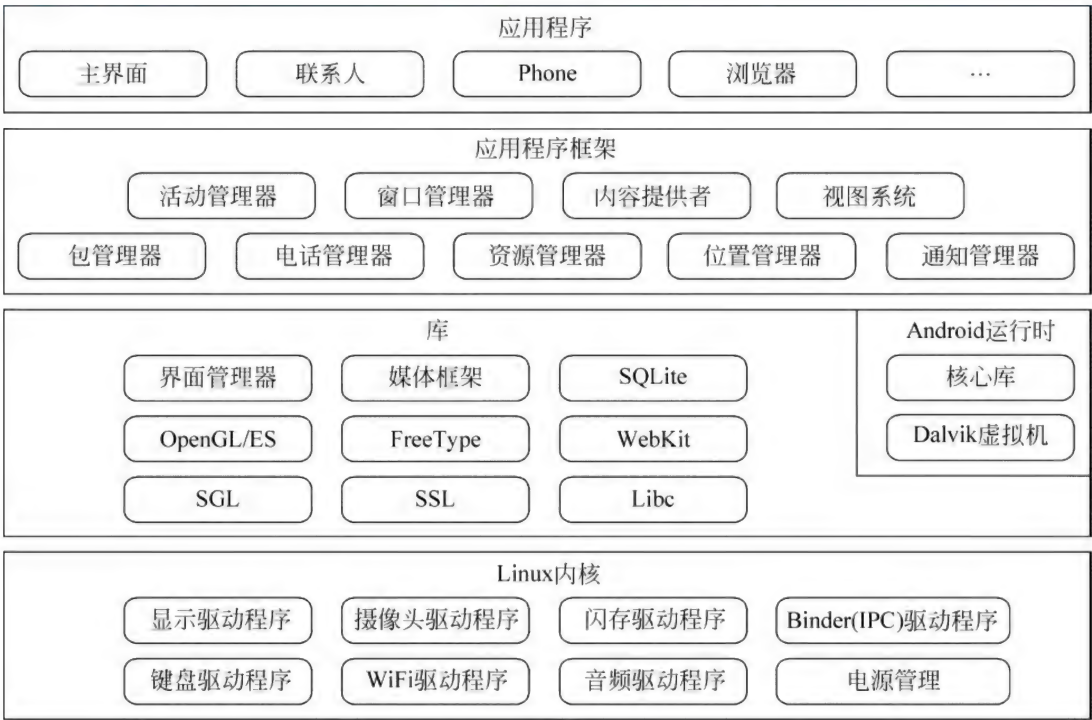 应用程序
主界面 联系人 Phone 浏览器 …
应用程序框架
活动管理器 窗口管理器 内容提供者 视图系统
包管理器 电话管理器 资源管理器 位置管理器 通知管理器
库
界面管理器 媒体框架 SQLite
OpenGL/ES FreeType WebKit
SGL SSL Libc
Android运行时
核心库
Dalvik虚拟机
Linux内核
显示驱动程序 摄像头驱动程序 闪存驱动程序 Binder(IPC)驱动程序
键盘驱动程序 WiFi驱动程序 音频驱动程序 电源管理